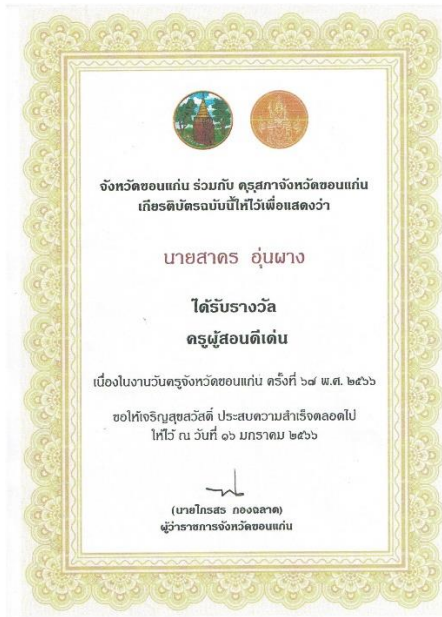 จังหวัดขอนแก่น ร่วมกับ คุรุสภาจังหวัดขอนแก่น
เกียรติบัตรฉบับนี้ให้ไว้เพื่อแสดงว่า
นายสาคร อุ่นผาง
ได้รับรางวัล
ครูผู้สอนดีเด่น
เนื่องในงานวันครูจังหวัดขอนแก่น ครั้งที่ ๖๗ พ.ศ. ๒๕๖๖
ขอให้เจริญสุขสวัสดิ์ ประสบความสำเร็จตลอดไป
ให้ไว้ ณ วันที่ ๑๖ มกราคม ๒๕๖๖
(นายไกรสร กองฉลาด)
ผู้ว่าราชการจังหวัดขอนแก่น